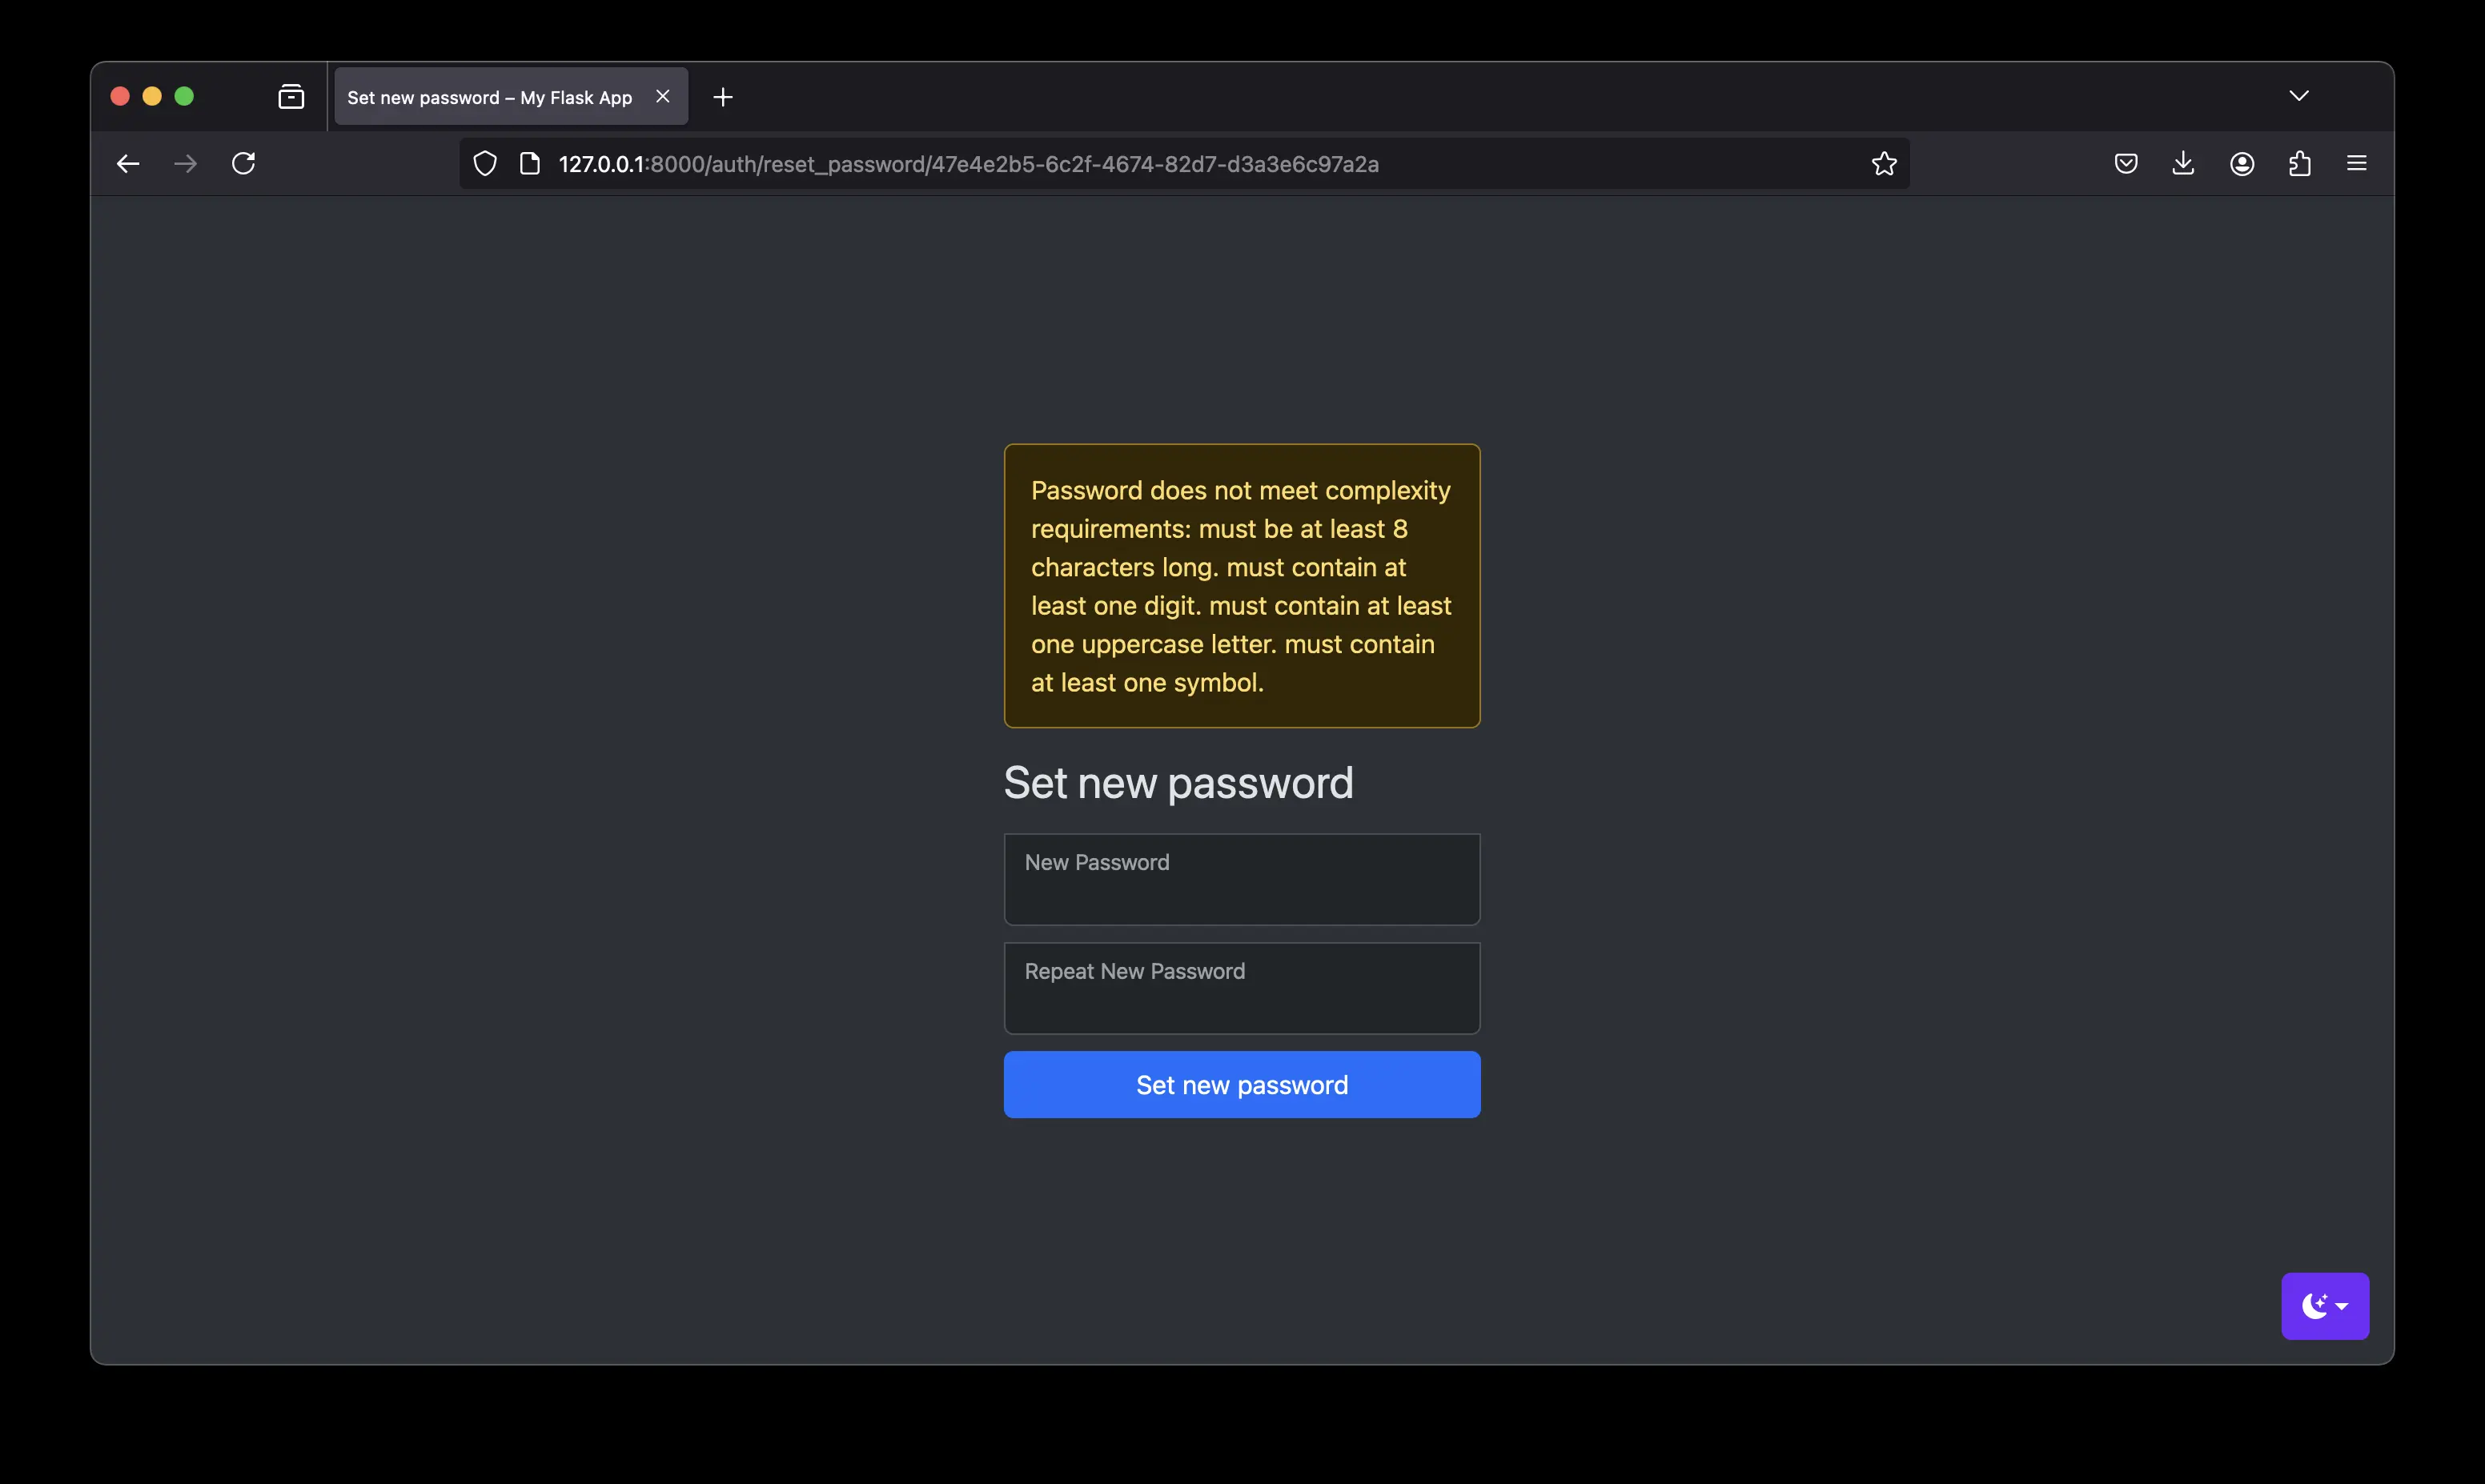 Set new password – My Flask App
127.0.0.1:8000/auth/reset_password/47e4e2b5-6c2f-4674-82d7-d3a3e6c97a2a
Password does not meet complexity
requirements: must be at least 8
characters long. must contain at
least one digit. must contain at least
one uppercase letter. must contain
at least one symbol.
Set new password
New Password
Repeat New Password
Set new password